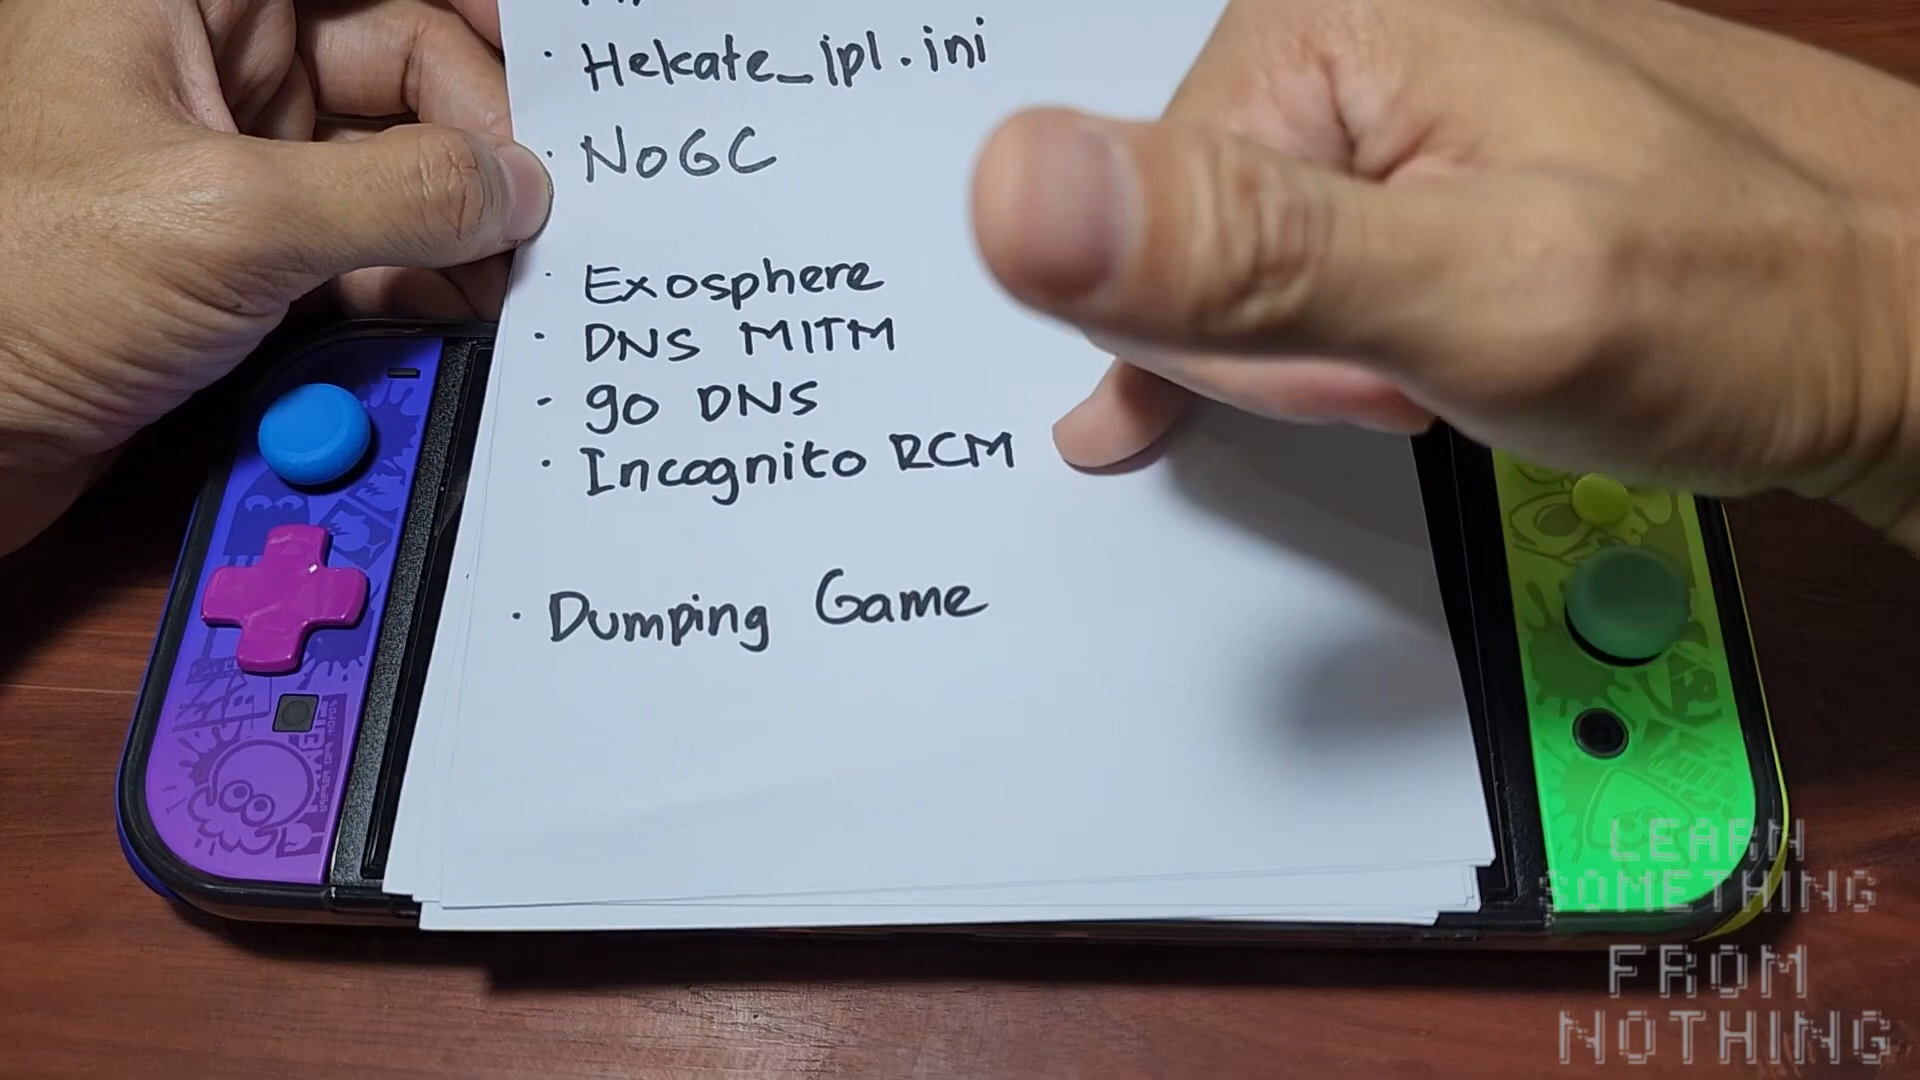 Hekate_ipl.ini
NoGC
Exosphere
DNS MITM
90 DNS
Incognito RCM
Dumping Game
LEARN
SOMETHING
FROM
NOTHING